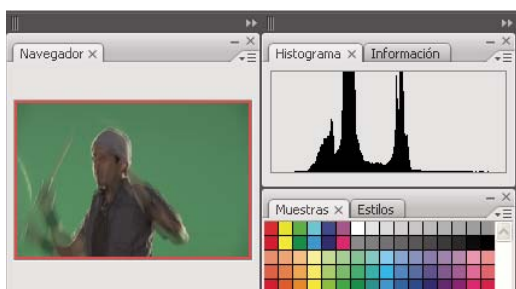 Navegador
Histograma
Información
Muestras
Estilos